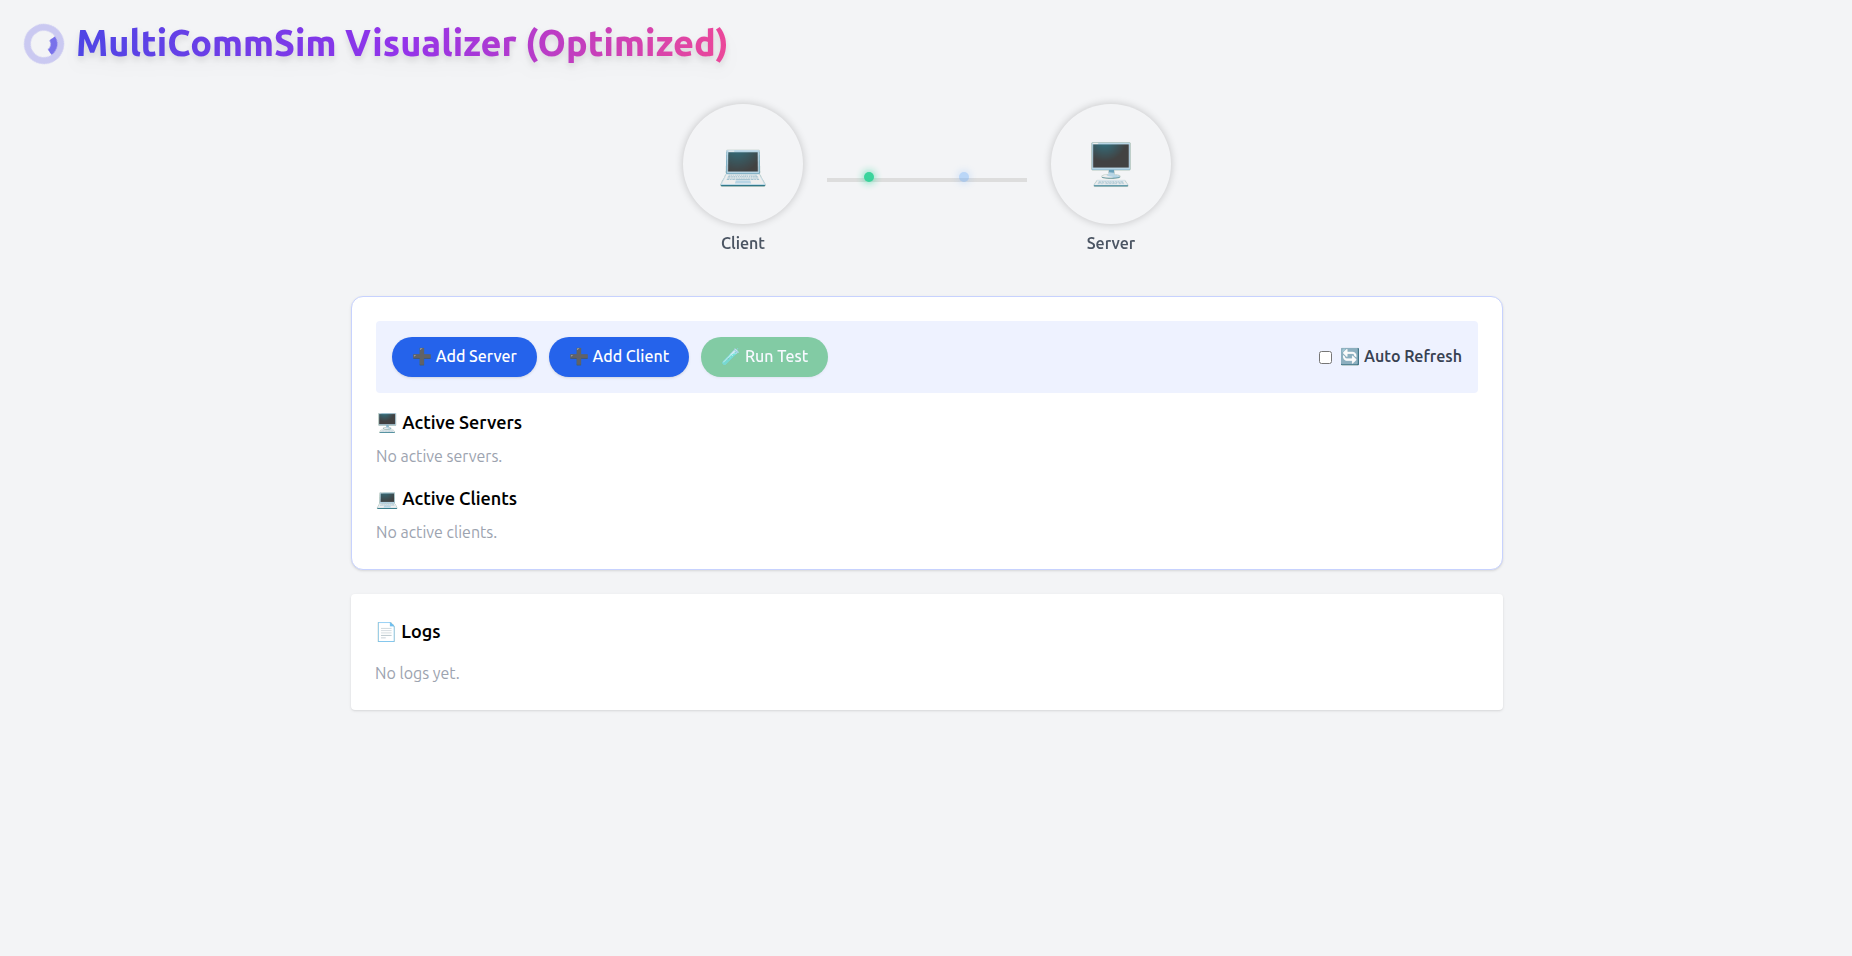 MultiCommSim Visualizer (Optimized)
Client
Server
➕ Add Server
➕ Add Client
🧪 Run Test
🔄 Auto Refresh
🖥️ Active Servers
No active servers.
💻 Active Clients
No active clients.
📄 Logs
No logs yet.